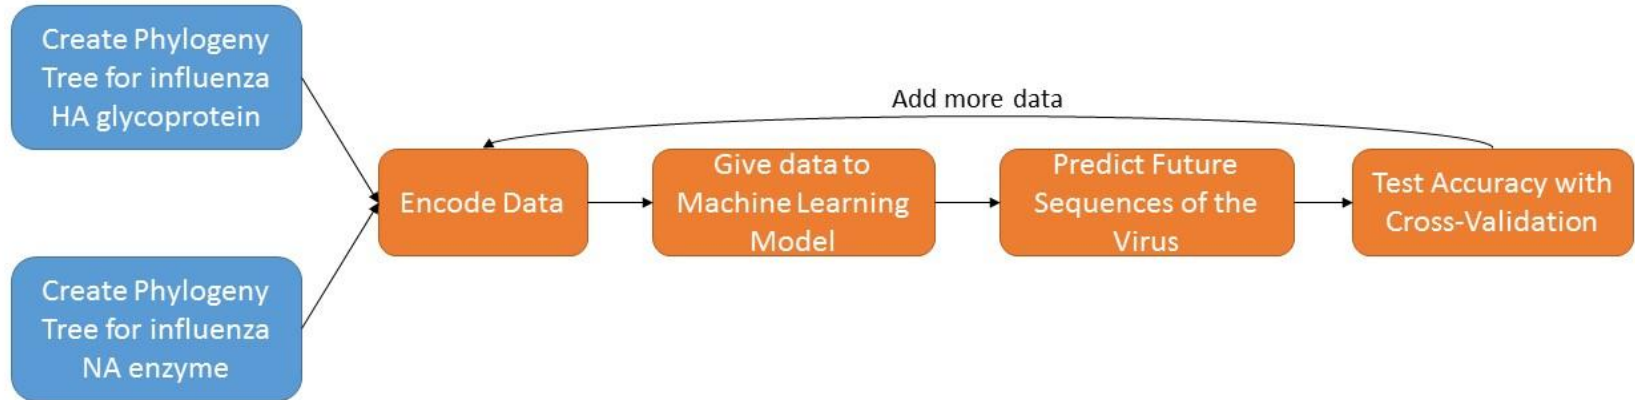 Create Phylogeny
Tree for influenza
HA glycoprotein
Create Phylogeny
Tree for influenza
NA enzyme
Add more data
Encode Data
Give data to
Machine Learning
Model
Predict Future
Sequences of the
Virus
Test Accuracy with
Cross-Validation